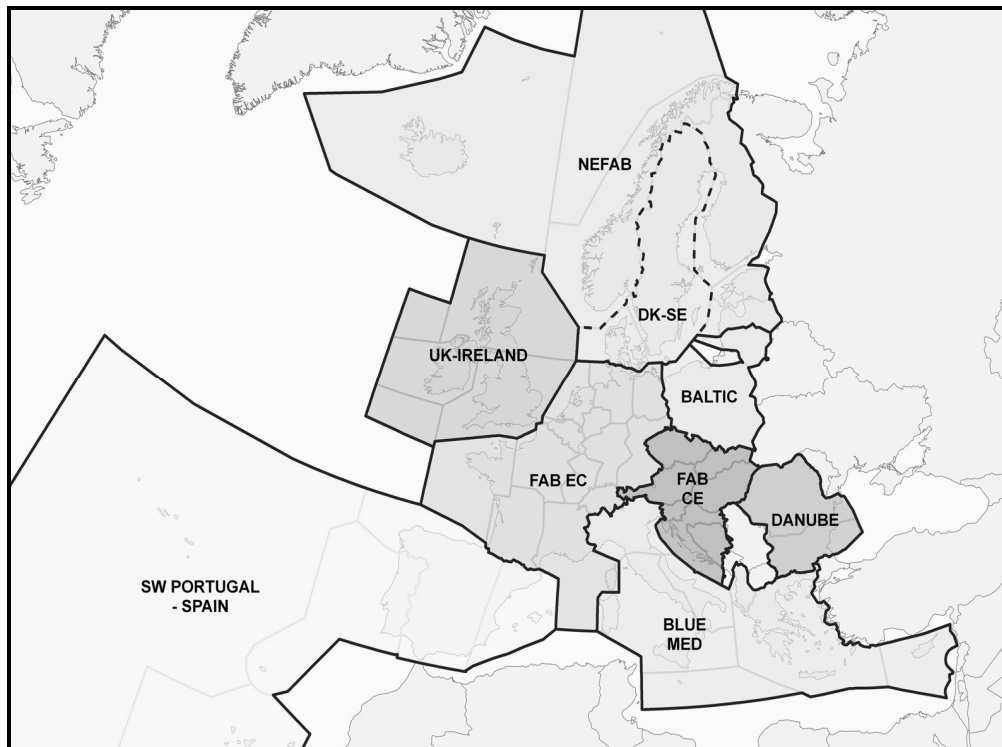 NEFAB
DK-SE
UK-IRELAND
BALTIC
FAB EC
FAB
CE
DANUBE
SW PORTUGAL
- SPAIN
BLUE
MED